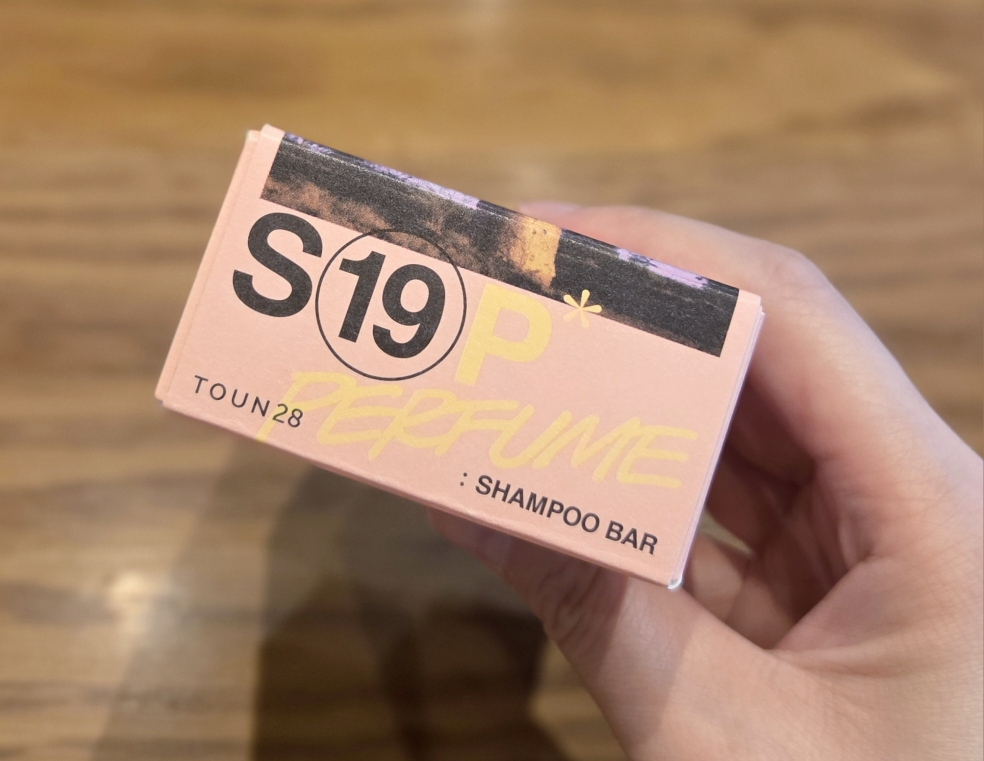 S19P*
TOUN28
PERFUME
: SHAMPOO BAR